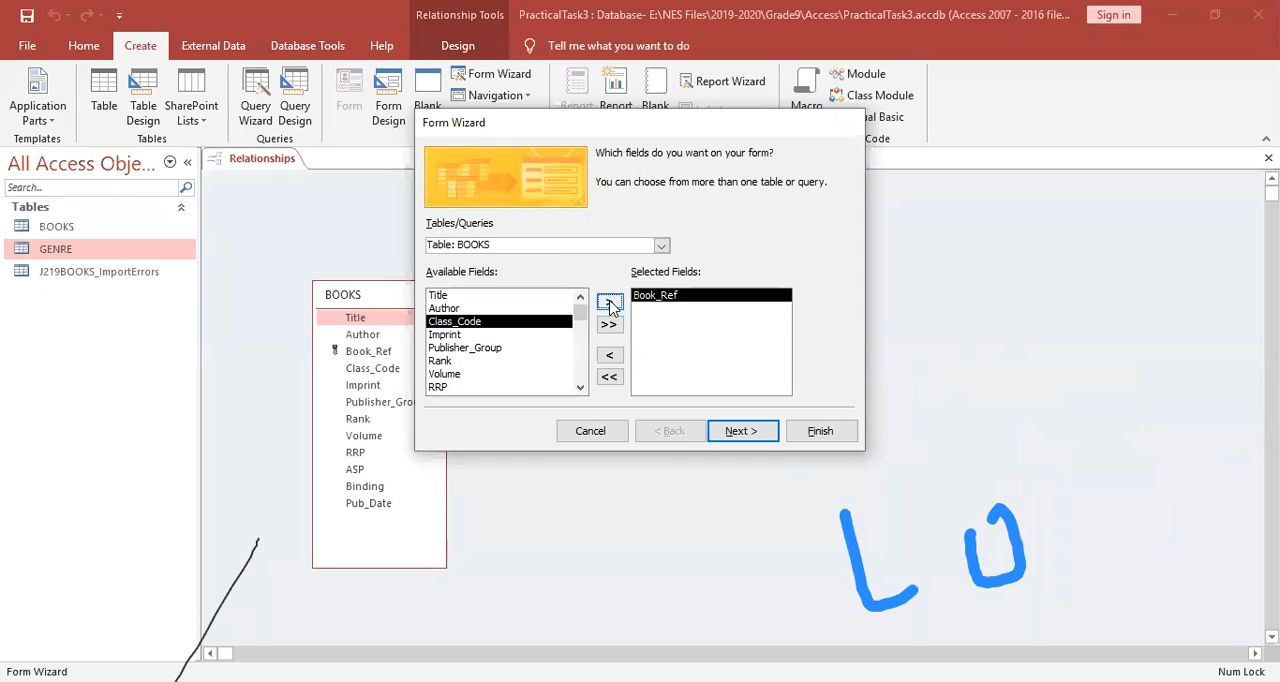 Relationship Tools
PracticalTask3 : Database- E:\NES Files\2019-2020\Grade9\Access\PracticalTask3.accdb (Access 2007 - 2016 file...
Sign in
File
Home
Create
External Data
Database Tools
Help
Design
Tell me what you want to do
Application
Parts
Templates
Table
Table
Design
SharePoint
Lists
Tables
Query
Wizard
Query
Design
Queries
Form
Form
Design
Blank
Form Wizard
Navigation
Report
Report
Blank
Report Wizard
Macro
Module
Class Module
ual Basic
Code
All Access Obje...
Search...
Tables
BOOKS
GENRE
J219BOOKS_ImportErrors
Relationships
BOOKS
Title
Author
Book_Ref
Class_Code
Imprint
Publisher_Gro
Rank
Volume
RRP
ASP
Binding
Pub_Date
Form Wizard
Which fields do you want on your form?
You can choose from more than one table or query.
Tables/Queries
Table: BOOKS
Available Fields:
Title
Author
Class_Code
Imprint
Publisher_Group
Rank
Volume
RRP
>
>>
<
<<
Selected Fields:
Book_Ref
Cancel
< Back
Next >
Finish
L O
Form Wizard
Num Lock